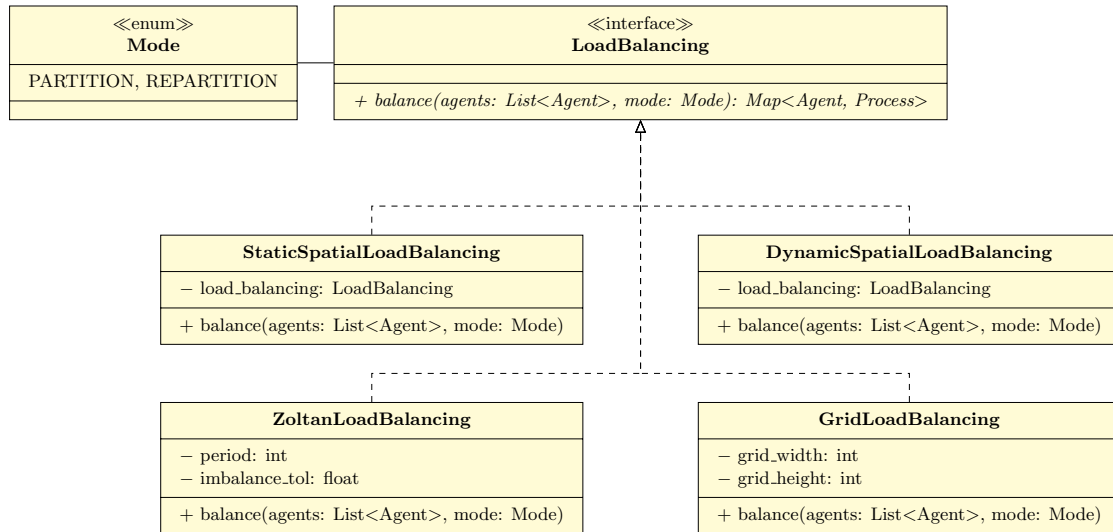 ≪enum≫
Mode
PARTITION, REPARTITION
≪interface≫
LoadBalancing
+ balance(agents: List<Agent>, mode: Mode): Map<Agent, Process>
StaticSpatialLoadBalancing
− load_balancing: LoadBalancing
+ balance(agents: List<Agent>, mode: Mode)
DynamicSpatialLoadBalancing
− load_balancing: LoadBalancing
+ balance(agents: List<Agent>, mode: Mode)
ZoltanLoadBalancing
− period: int
− imbalance_tol: float
+ balance(agents: List<Agent>, mode: Mode)
GridLoadBalancing
− grid_width: int
− grid_height: int
+ balance(agents: List<Agent>, mode: Mode)